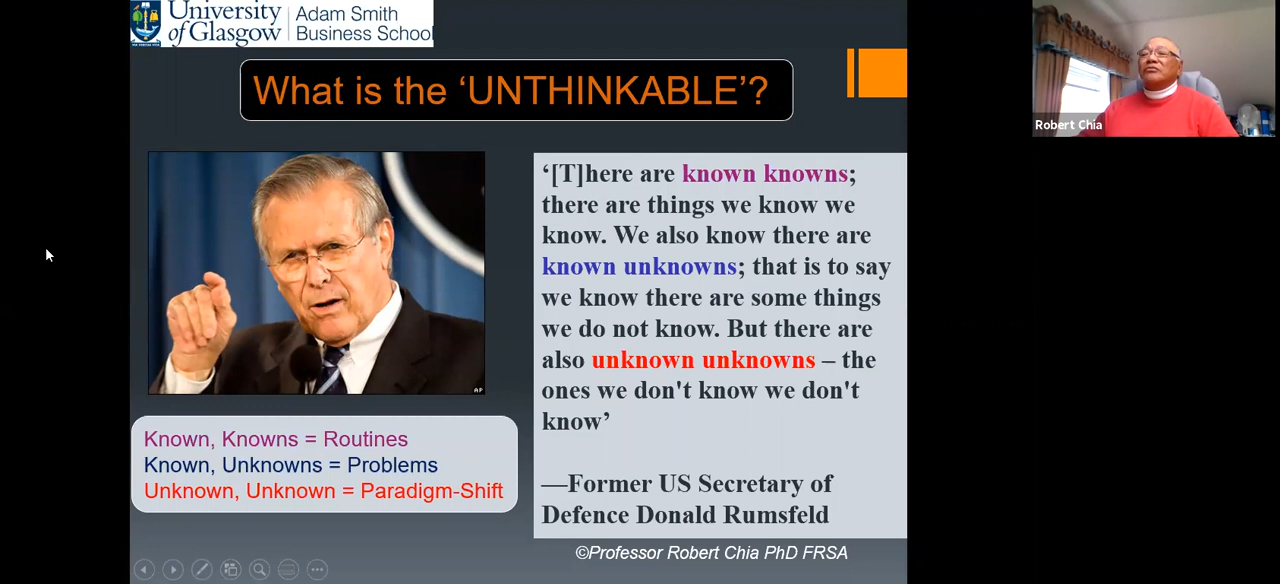 University
of Glasgow
Adam Smith
Business School
What is the ‘UNTHINKABLE’?
Robert Chia
‘[T]here are known knowns;
there are things we know we
know. We also know there are
known unknowns; that is to say
we know there are some things
we do not know. But there are
also unknown unknowns – the
ones we don't know we don't
know’
—Former US Secretary of
Defence Donald Rumsfeld
AP
Known, Knowns = Routines
Known, Unknowns = Problems
Unknown, Unknown = Paradigm-Shift
©Professor Robert Chia PhD FRSA